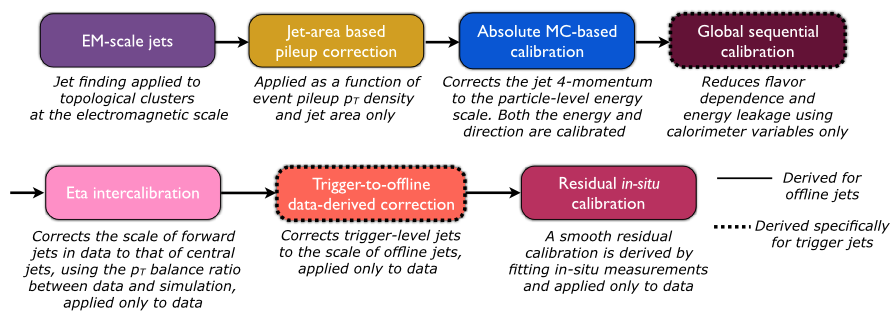 EM-scale jets
Jet finding applied to
topological clusters
at the electromagnetic scale
Jet-area based
pileup correction
Applied as a function of
event pileup pT density
and jet area only
Absolute MC-based
calibration
Corrects the jet 4-momentum
to the particle-level energy
scale. Both the energy and
direction are calibrated
Global sequential
calibration
Reduces flavor
dependence and
energy leakage using
calorimeter variables only
Eta intercalibration
Corrects the scale of forward
jets in data to that of central
jets, using the pT balance ratio
between data and simulation,
applied only to data
Trigger-to-offline
data-derived correction
Corrects trigger-level jets
to the scale of offline jets,
applied only to data
Residual in-situ
calibration
A smooth residual
calibration is derived by
fitting in-situ measurements
and applied only to data
Derived for
offline jets
Derived specifically
for trigger jets